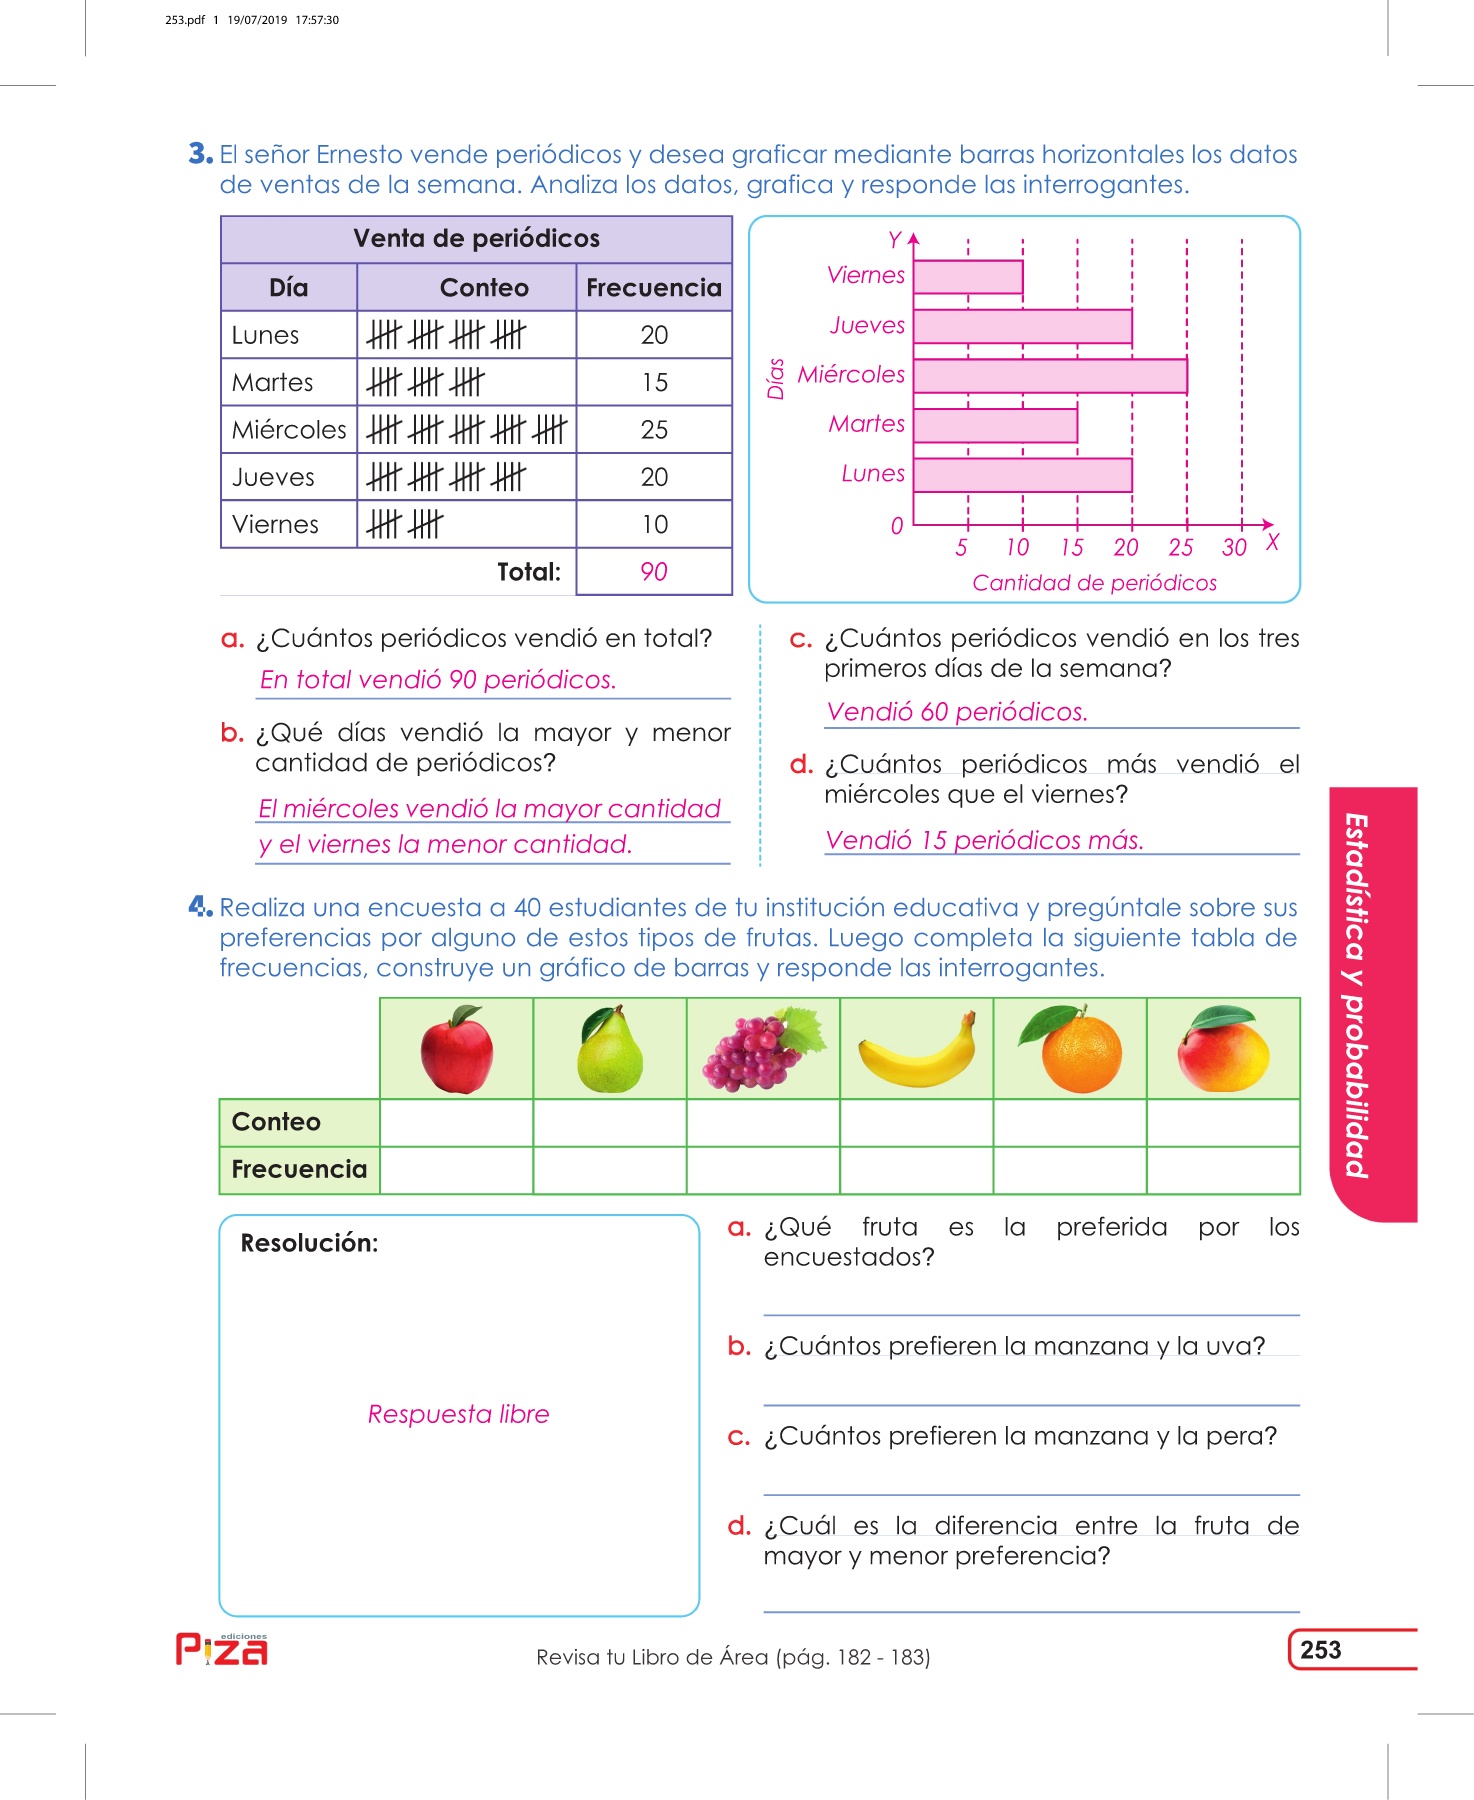 253.pdf 1 19/07/2019 17:57:30
3. El señor Ernesto vende periódicos y desea graficar mediante barras horizontales los datos
de ventas de la semana. Analiza los datos, grafica y responde las interrogantes.
Venta de periódicos
Día Conteo Frecuencia
Lunes 20
Martes 15
Miércoles 25
Jueves 20
Viernes 10
Total: 90
Y
Viernes
Jueves
Miércoles
Martes
Lunes
Días
0
5 10 15 20 25 30 X
Cantidad de periódicos
a. ¿Cuántos periódicos vendió en total?
En total vendió 90 periódicos.
b. ¿Qué días vendió la mayor y menor
cantidad de periódicos?
El miércoles vendió la mayor cantidad
y el viernes la menor cantidad.
c. ¿Cuántos periódicos vendió en los tres
primeros días de la semana?
Vendió 60 periódicos.
d. ¿Cuántos periódicos más vendió el
miércoles que el viernes?
Vendió 15 periódicos más.
4. Realiza una encuesta a 40 estudiantes de tu institución educativa y pregúntale sobre sus
preferencias por alguno de estos tipos de frutas. Luego completa la siguiente tabla de
frecuencias, construye un gráfico de barras y responde las interrogantes.
Conteo
Frecuencia
Resolución:
Respuesta libre
a. ¿Qué fruta es la preferida por los
encuestados?
b. ¿Cuántos prefieren la manzana y la uva?
c. ¿Cuántos prefieren la manzana y la pera?
d. ¿Cuál es la diferencia entre la fruta de
mayor y menor preferencia?
Estadística y probabilidad
ediciones
Piza
Revisa tu Libro de Área (pág. 182 - 183)
253